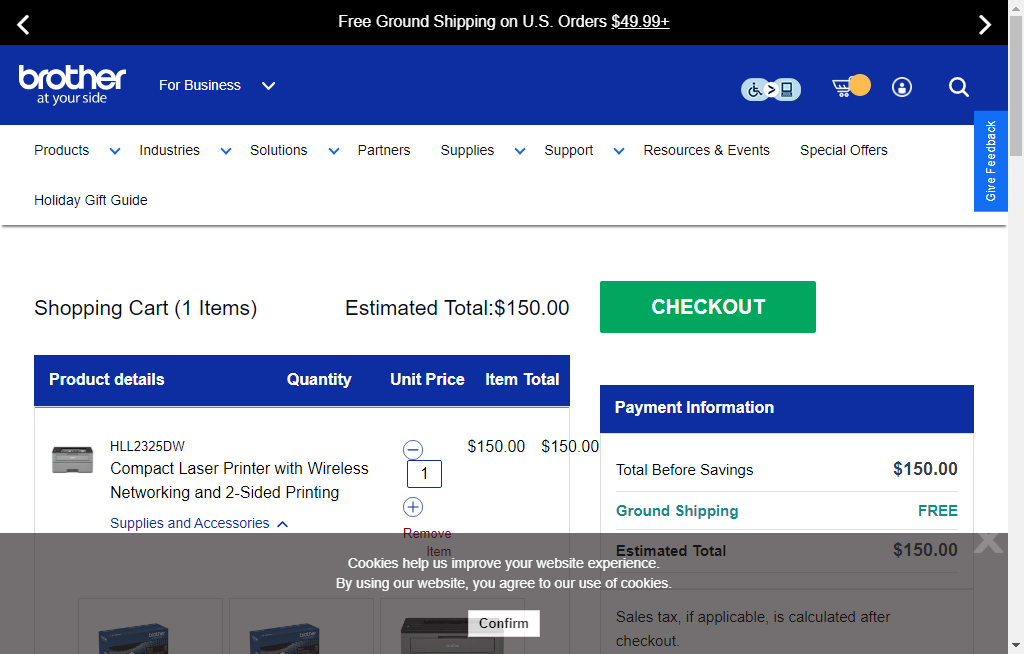 Free Ground Shipping on U.S. Orders $49.99+
brother
at your side
For Business
Give Feedback
Products
Industries
Solutions
Partners
Supplies
Support
Resources & Events
Special Offers
Holiday Gift Guide
Shopping Cart (1 Items)
Estimated Total:$150.00
CHECKOUT
Product details
Quantity
Unit Price
Item Total
HLL2325DW
Compact Laser Printer with Wireless
Networking and 2-Sided Printing
Supplies and Accessories
1
Remove
Item
$150.00
$150.00
Payment Information
Total Before Savings
$150.00
Ground Shipping
FREE
Estimated Total
$150.00
Sales tax, if applicable, is calculated after
checkout.
X
Cookies help us improve your website experience.
By using our website, you agree to our use of cookies.
Confirm
brother
brother